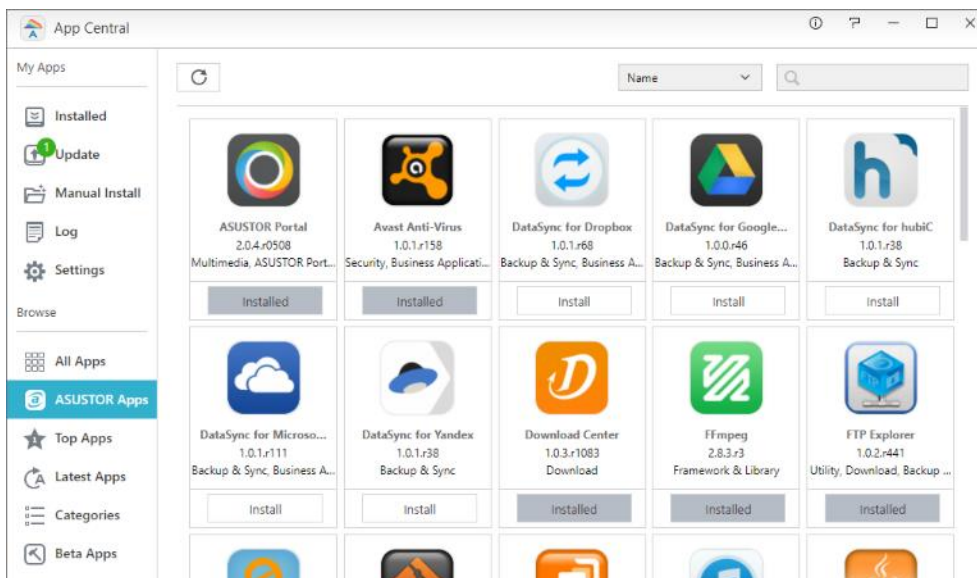 App Central
My Apps
Installed
1
Update
Manual Install
Log
Settings
Browse
All Apps
ASUSTOR Apps
Top Apps
Latest Apps
Categories
Beta Apps
Name
ASUSTOR Portal
2.0.4.r0508
Multimedia, ASUSTOR Port...
Installed
Avast Anti-Virus
1.0.1.r158
Security, Business Applicati...
Installed
DataSync for Dropbox
1.0.1.r68
Backup & Sync, Business A...
Install
DataSync for Google...
1.0.0.r46
Backup & Sync, Business A...
Install
DataSync for hubiC
1.0.1.r38
Backup & Sync
Install
DataSync for Microso...
1.0.1.r111
Backup & Sync, Business A...
Install
DataSync for Yandex
1.0.1.r38
Backup & Sync
Install
Download Center
1.0.3.r1083
Download
Installed
FFmpeg
2.8.3.r3
Framework & Library
Installed
FTP Explorer
1.0.2.r441
Utility, Download, Backup ...
Installed